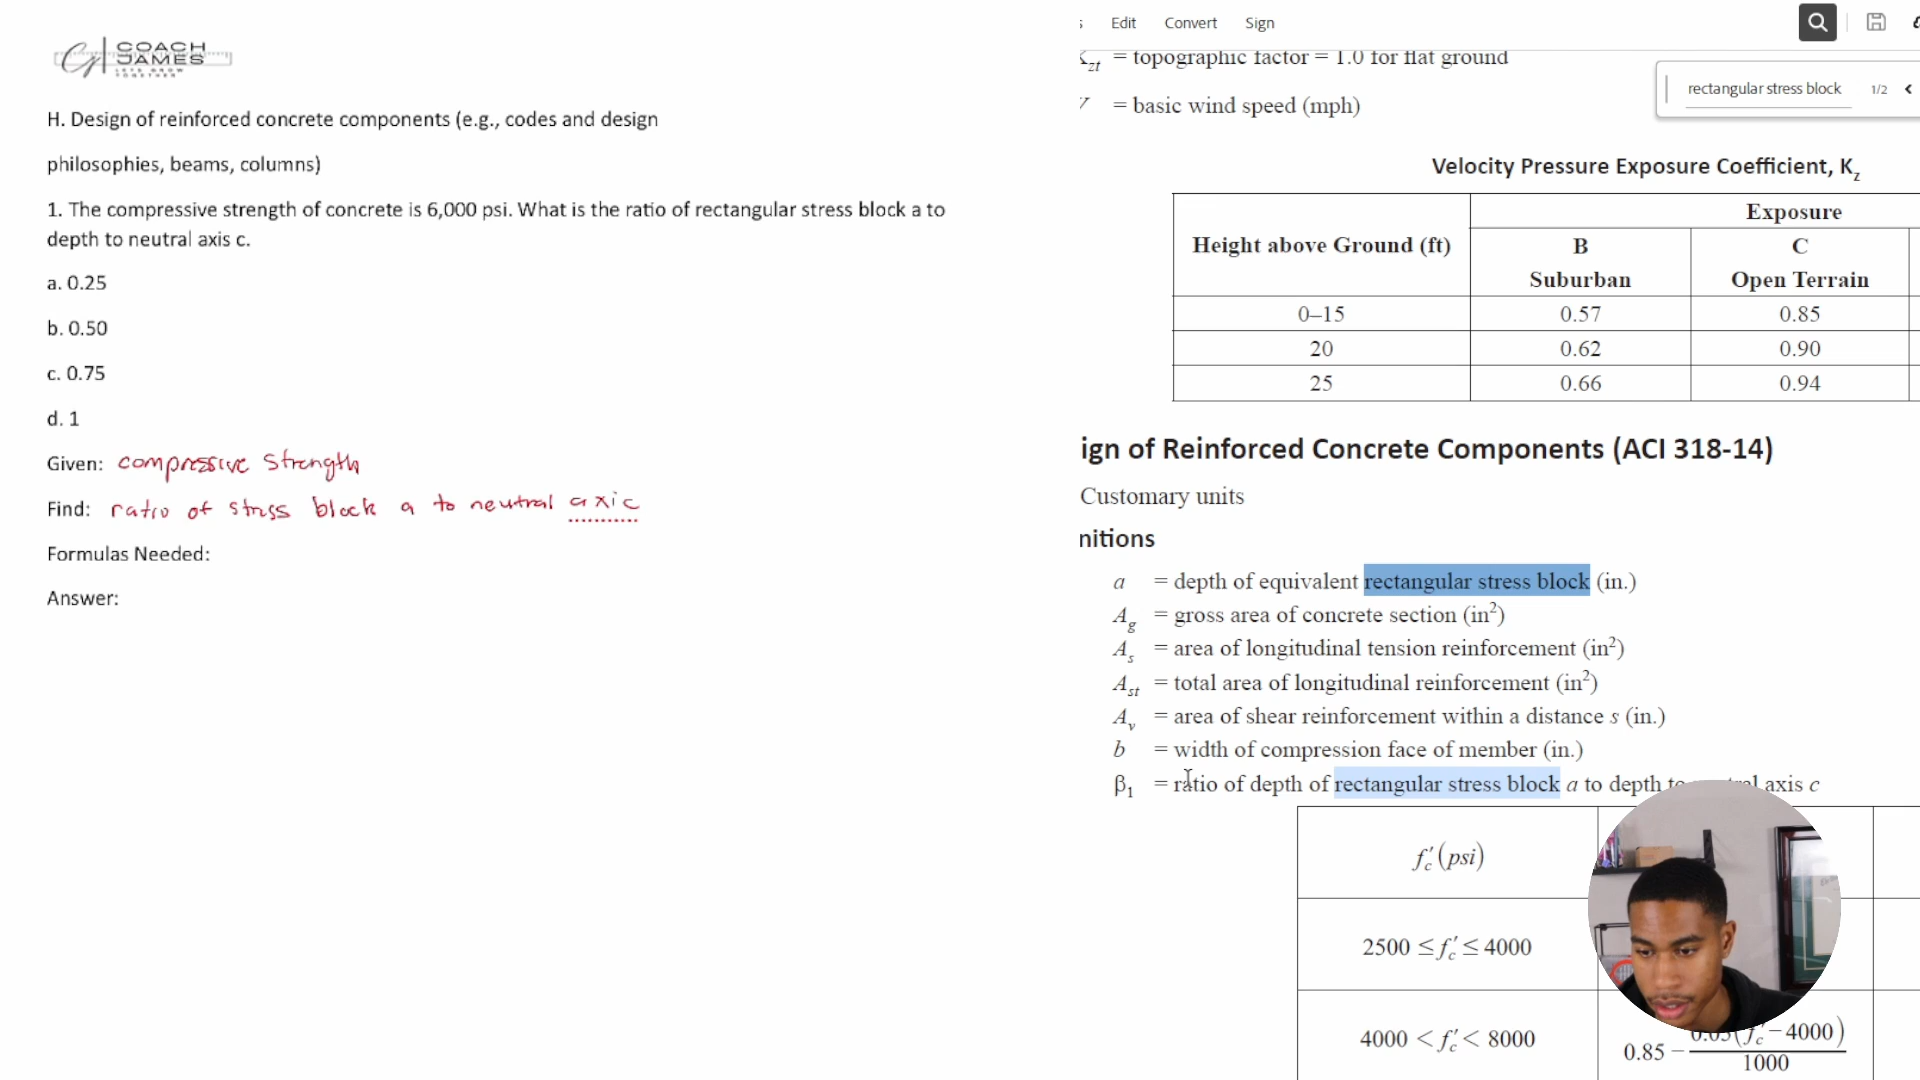 COACH
JAMES
LET'S GROW
TOGETHER
H. Design of reinforced concrete components (e.g., codes and design
philosophies, beams, columns)
1. The compressive strength of concrete is 6,000 psi. What is the ratio of rectangular stress block a to
depth to neutral axis c.
a. 0.25
b. 0.50
c. 0.75
d. 1
Given: compressive strength
Find: ratio of stress block a to neutral axic
Formulas Needed:
Answer:
Edit Convert Sign
rectangular stress block 1/2
zt = topographic factor = 1.0 for flat ground
= basic wind speed (mph)
Velocity Pressure Exposure Coefficient, Kz
Height above Ground (ft) Exposure
B C
Suburban Open Terrain
0–15 0.57 0.85
20 0.62 0.90
25 0.66 0.94
ign of Reinforced Concrete Components (ACI 318-14)
Customary units
nitions
a = depth of equivalent rectangular stress block (in.)
Ag = gross area of concrete section (in²)
As = area of longitudinal tension reinforcement (in²)
Ast = total area of longitudinal reinforcement (in²)
Av = area of shear reinforcement within a distance s (in.)
b = width of compression face of member (in.)
β1 = ratio of depth of rectangular stress block a to depth to axis c
f′c (psi)
2500 ≤ f′c ≤ 4000
4000 < f′c < 8000 0.85 − 0.05(f′c − 4000) / 1000